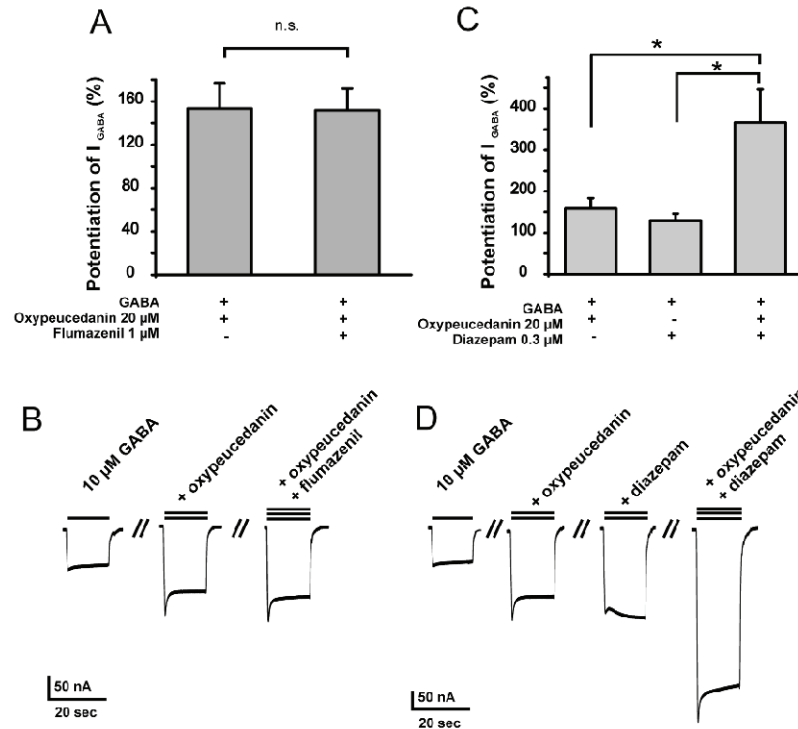 A
n.s.
Potentiation of I GABA (%)
160
120
80
40
0
GABA + +
Oxypeucedanin 20 µM + +
Flumazenil 1 µM - +
C
*
*
Potentiation of I GABA (%)
400
300
200
100
0
GABA + + +
Oxypeucedanin 20 µM + - +
Diazepam 0.3 µM - + +
B
10 µM GABA
+ oxypeucedanin
+ oxypeucedanin
+ flumazenil
//
//
50 nA
20 sec
D
10 µM GABA
+ oxypeucedanin
+ diazepam
+ oxypeucedanin
+ diazepam
//
//
//
50 nA
20 sec